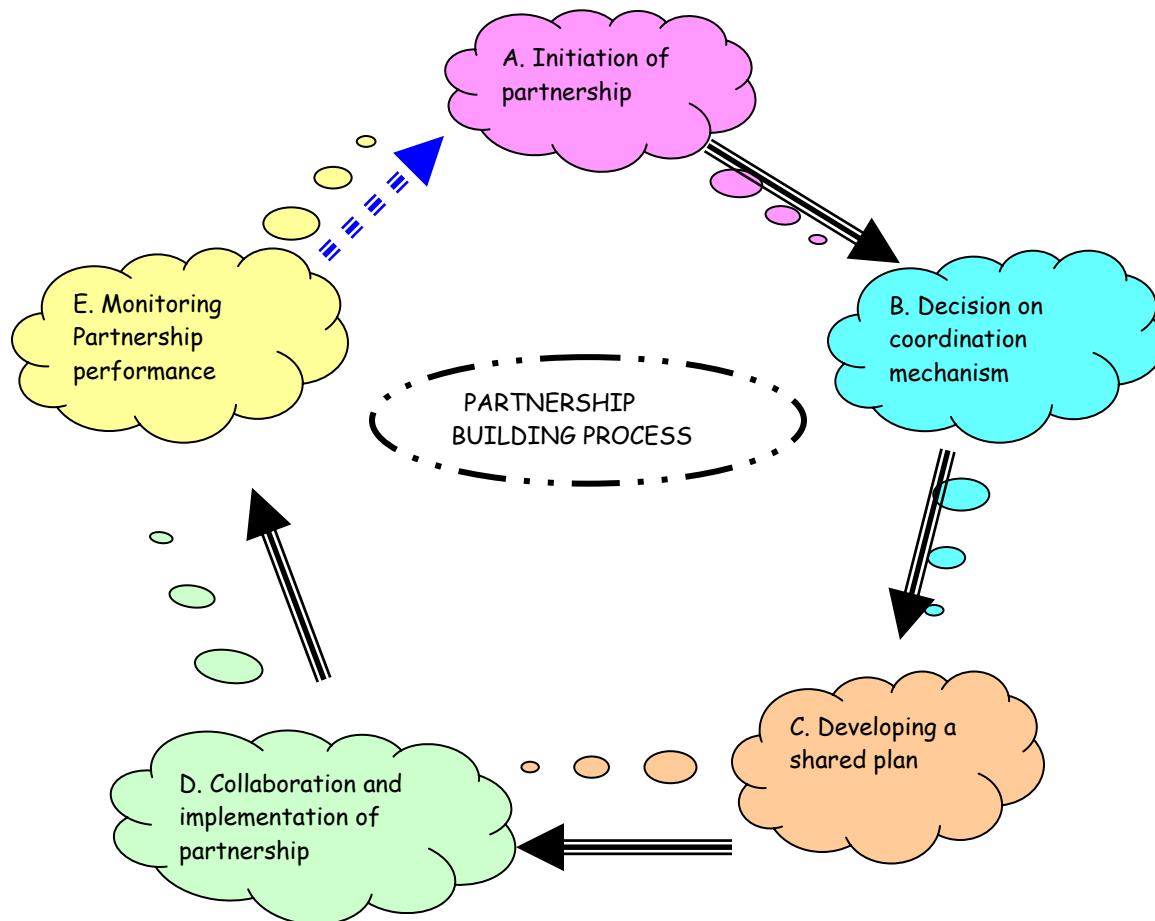 A. Initiation of
partnership
B. Decision on
coordination
mechanism
C. Developing a
shared plan
D. Collaboration and
implementation of
partnership
E. Monitoring
Partnership
performance
PARTNERSHIP
BUILDING PROCESS